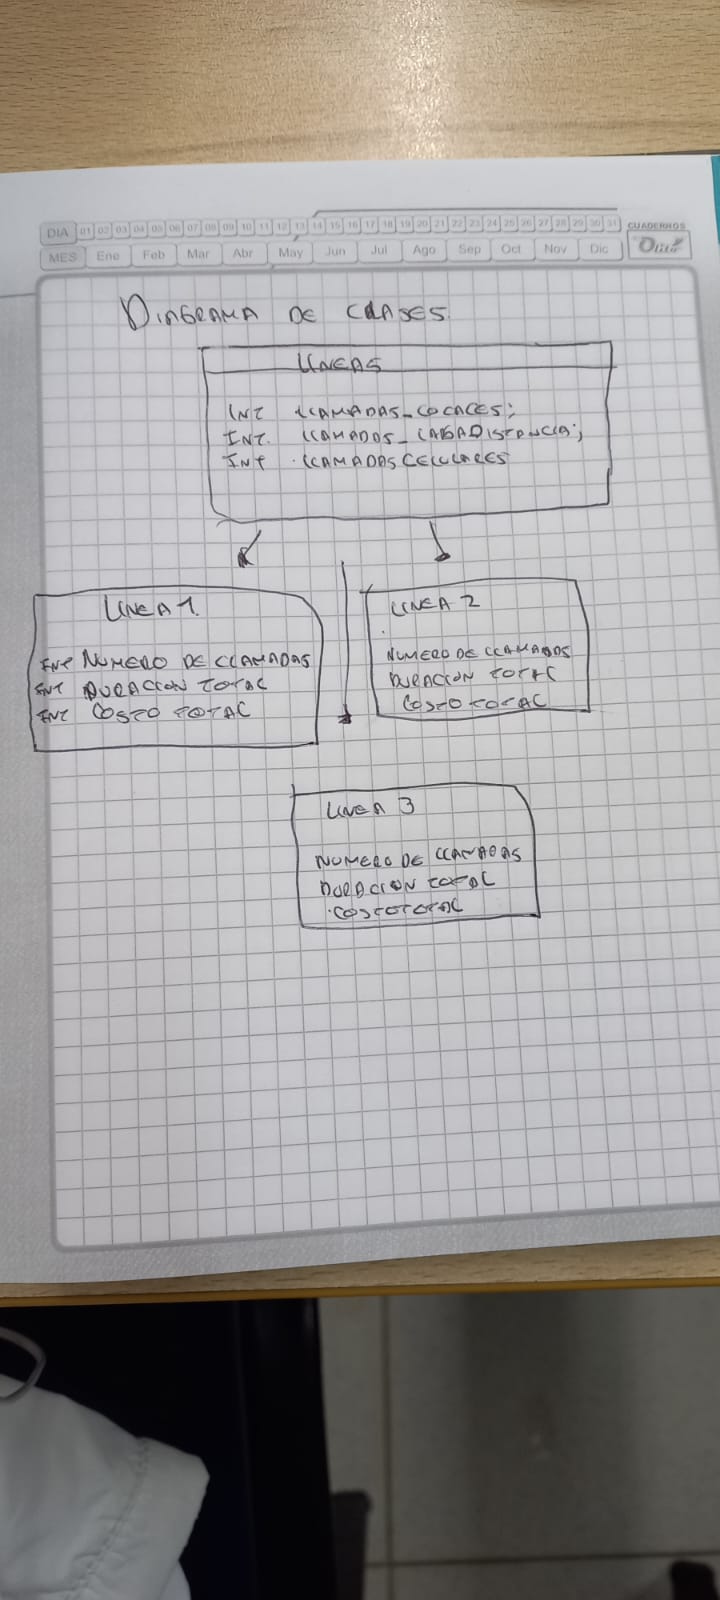 DIA 01 02 03 04 05 06 07 08 09 10 11 12 13 14 15 16 17 18 19 20 21 22 23 24 25 26 27 28 29 30 31
CUADERNOS
MES Ene Feb Mar Abr May Jun Jul Ago Sep Oct Nov Dic
DIAGRAMA DE CLASES
LINEAS
INT LLAMADAS_LOCALES;
INT. LLAMADOS_LARGADISTANCIA;
INT .LLAMADAS CELULARES
LINEA 1.
INT NUMERO DE LLAMADAS
INT DURACCION TOTAL
INT COSTO TOTAL
LINEA 2
NUMERO DE LLAMADOS
DURACION TOTAL
COSTO TOTAL
LINEA 3
NUMERO DE LLAMADAS
DURACION TOTAL
.COSTO TOTAL